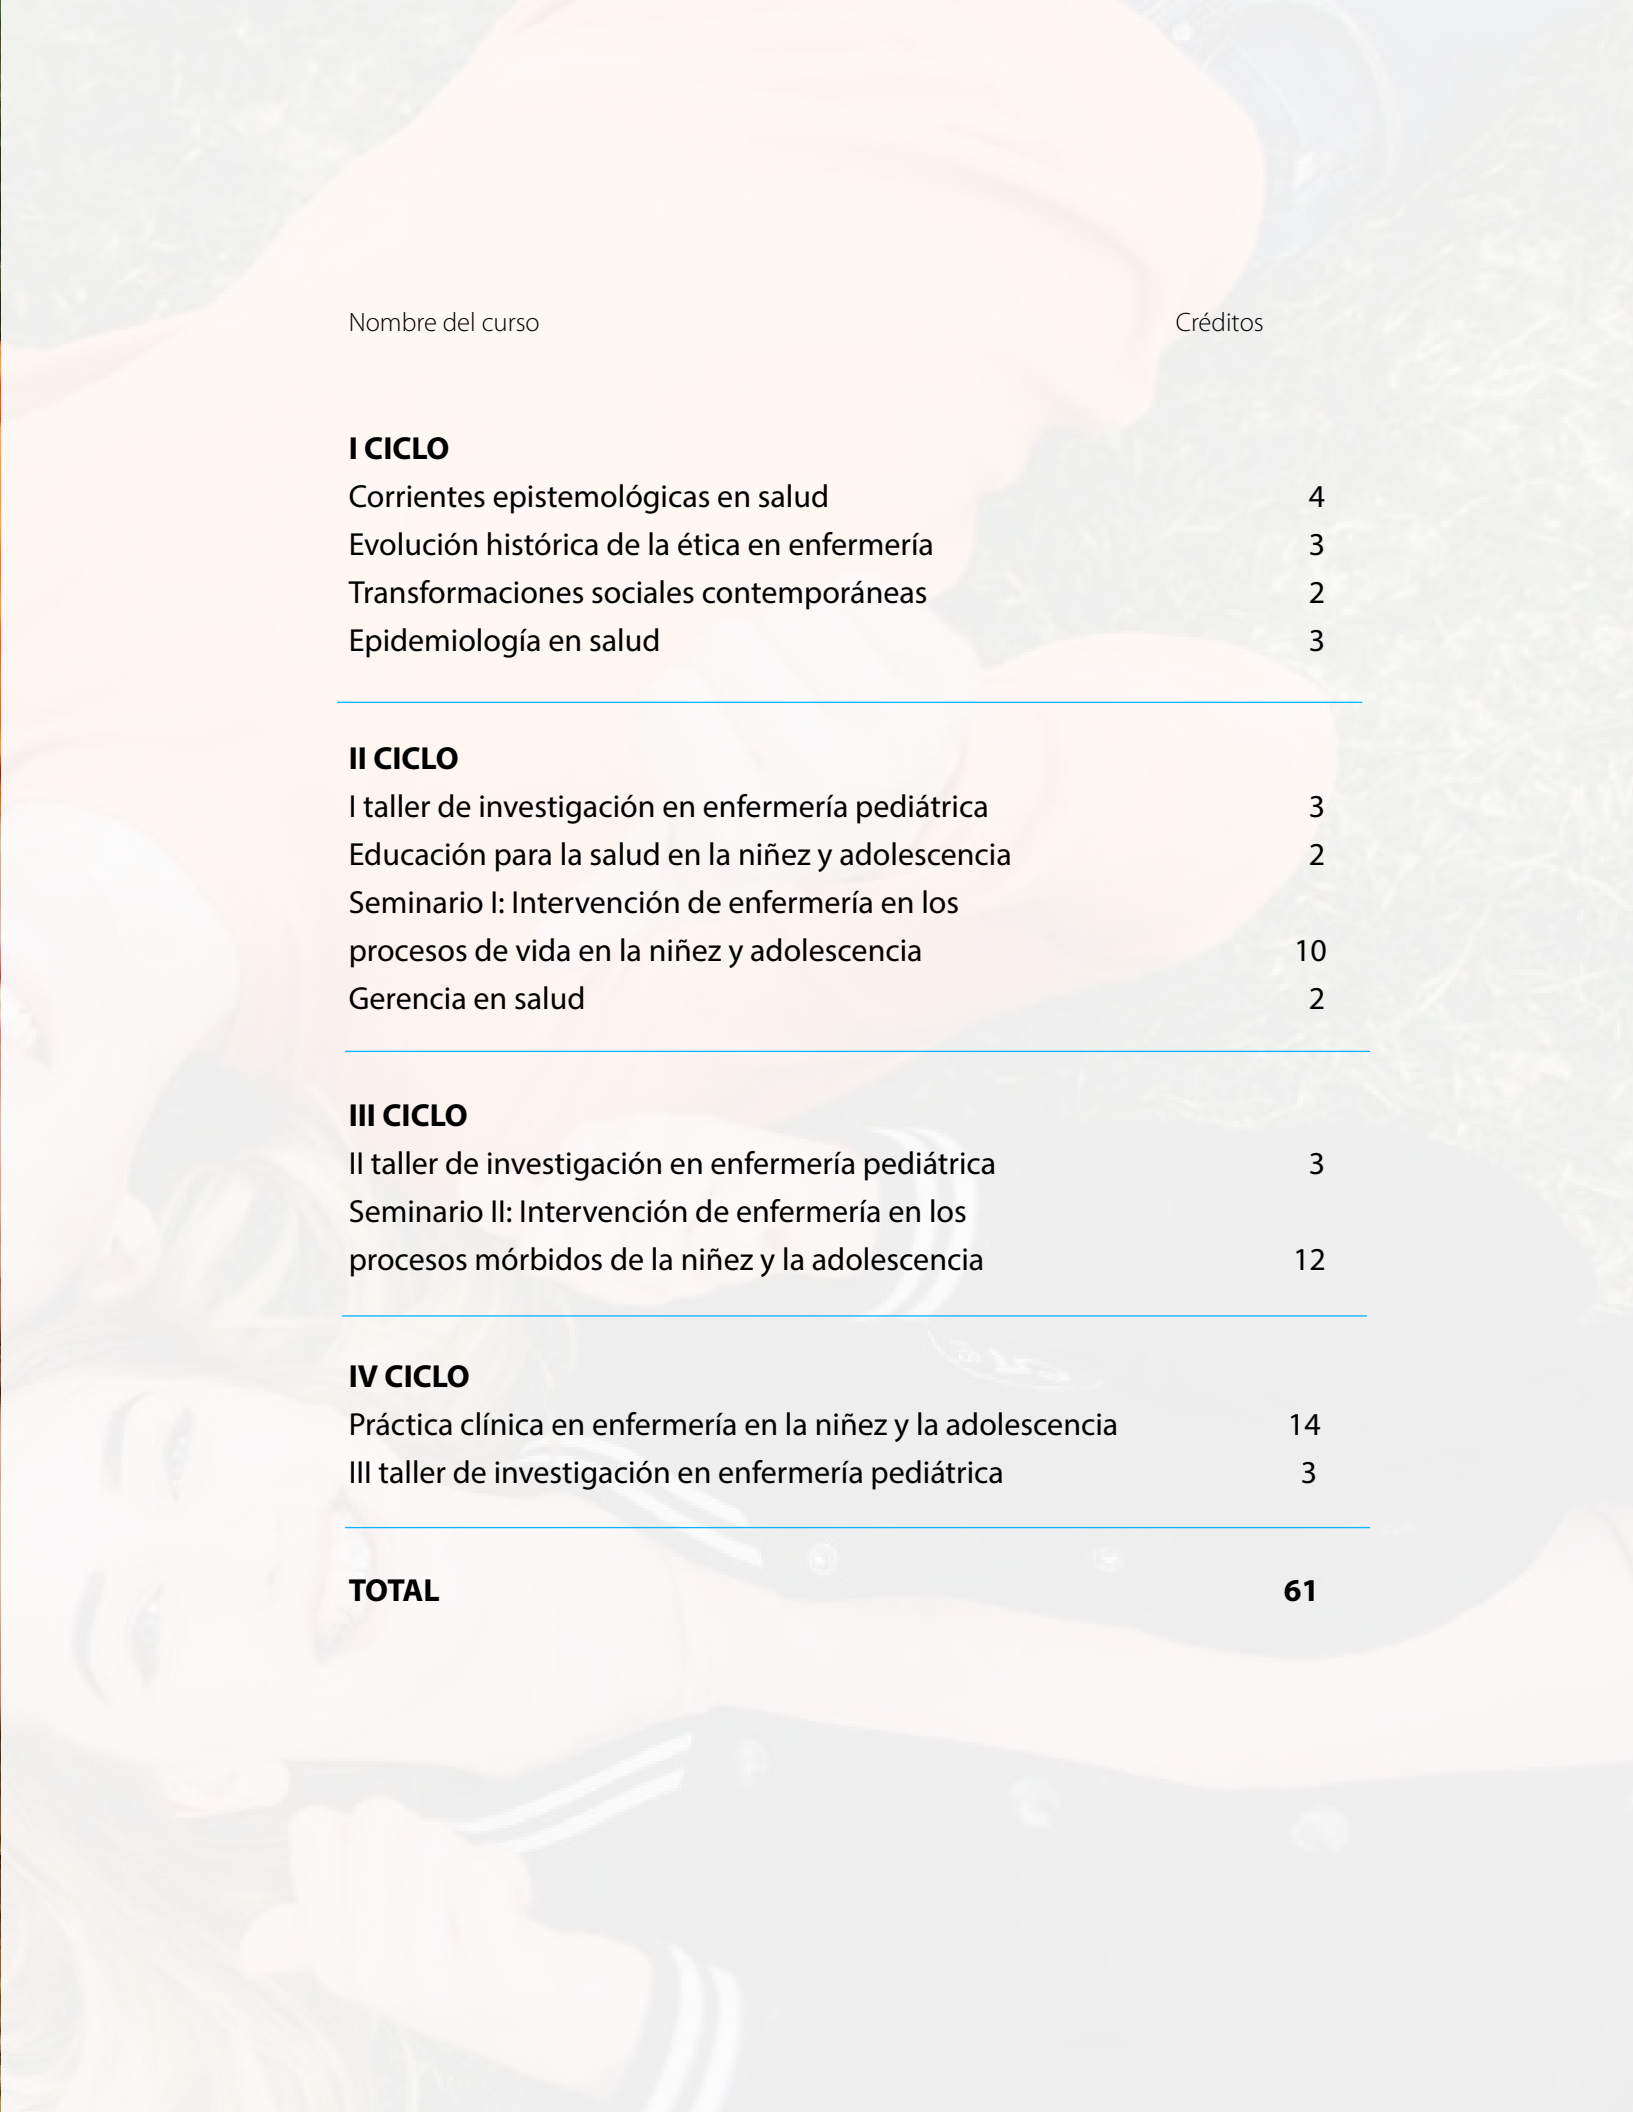 Nombre del curso Créditos
I CICLO
Corrientes epistemológicas en salud 4
Evolución histórica de la ética en enfermería 3
Transformaciones sociales contemporáneas 2
Epidemiología en salud 3
II CICLO
I taller de investigación en enfermería pediátrica 3
Educación para la salud en la niñez y adolescencia 2
Seminario I: Intervención de enfermería en los
procesos de vida en la niñez y adolescencia 10
Gerencia en salud 2
III CICLO
II taller de investigación en enfermería pediátrica 3
Seminario II: Intervención de enfermería en los
procesos mórbidos de la niñez y la adolescencia 12
IV CICLO
Práctica clínica en enfermería en la niñez y la adolescencia 14
III taller de investigación en enfermería pediátrica 3
TOTAL 61